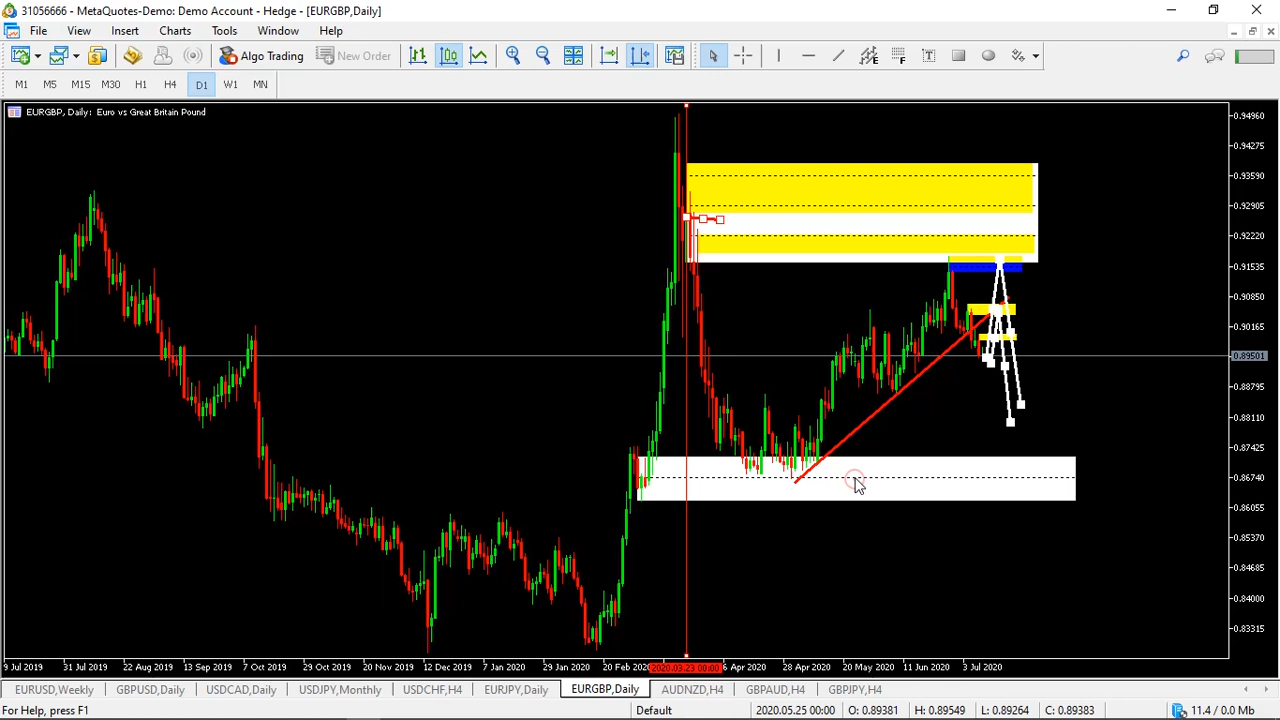 31056666 - MetaQuotes-Demo: Demo Account - Hedge - [EURGBP,Daily]
File View Insert Charts Tools Window Help
Algo Trading New Order E F T
M1 M5 M15 M30 H1 H4 D1 W1 MN
EURGBP, Daily: Euro vs Great Britain Pound
0.94960
0.94275
0.93590
0.92905
0.92220
0.91535
0.90850
0.90165
0.89501
0.88795
0.88110
0.87425
0.86740
0.86055
0.85370
0.84685
0.84000
0.83315
9 Jul 2019 31 Jul 2019 22 Aug 2019 13 Sep 2019 7 Oct 2019 29 Oct 2019 20 Nov 2019 12 Dec 2019 7 Jan 2020 29 Jan 2020 20 Feb 2020 2020.03.23 00:00 6 Apr 2020 28 Apr 2020 20 May 2020 11 Jun 2020 3 Jul 2020
EURUSD,Weekly GBPUSD,Daily USDCAD,Daily USDJPY,Monthly USDCHF,H4 EURJPY,Daily EURGBP,Daily AUDNZD,H4 GBPAUD,H4 GBPJPY,H4
For Help, press F1 Default 2020.05.25 00:00 O: 0.89381 H: 0.89549 L: 0.89264 C: 0.89383 11.4 / 0.0 Mb